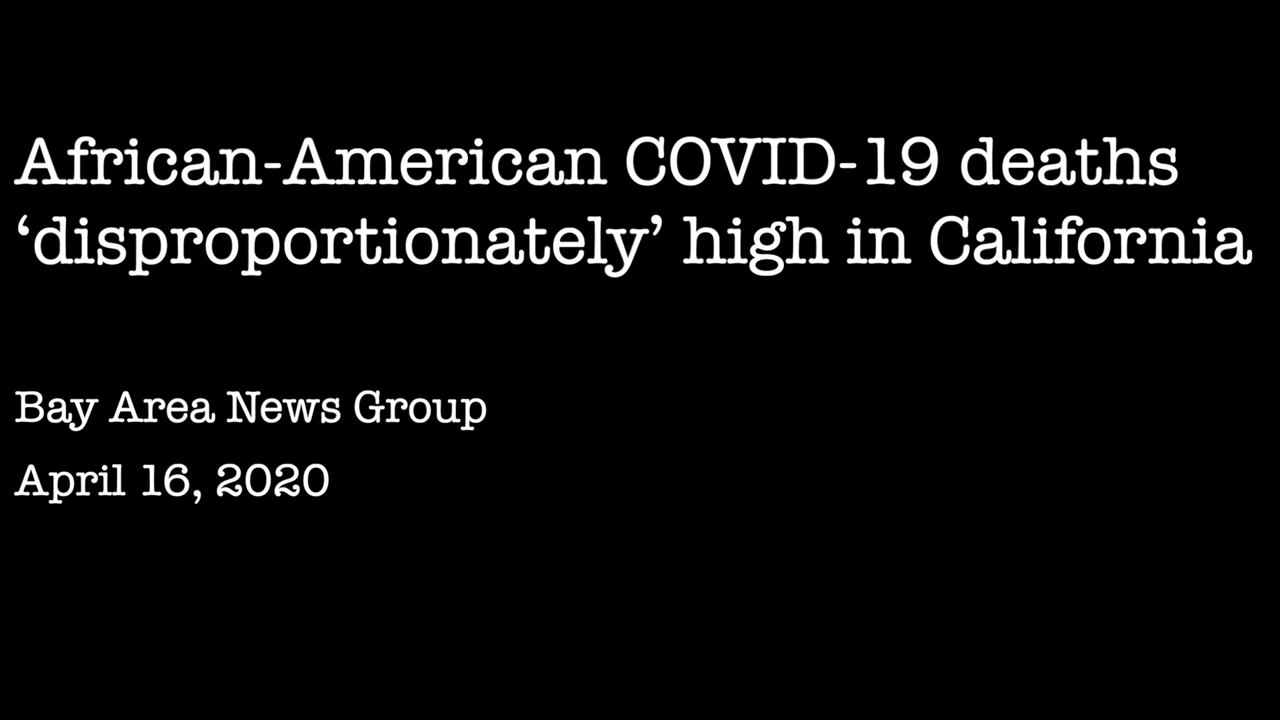 African-American COVID-19 deaths
‘disproportionately’ high in California
Bay Area News Group
April 16, 2020